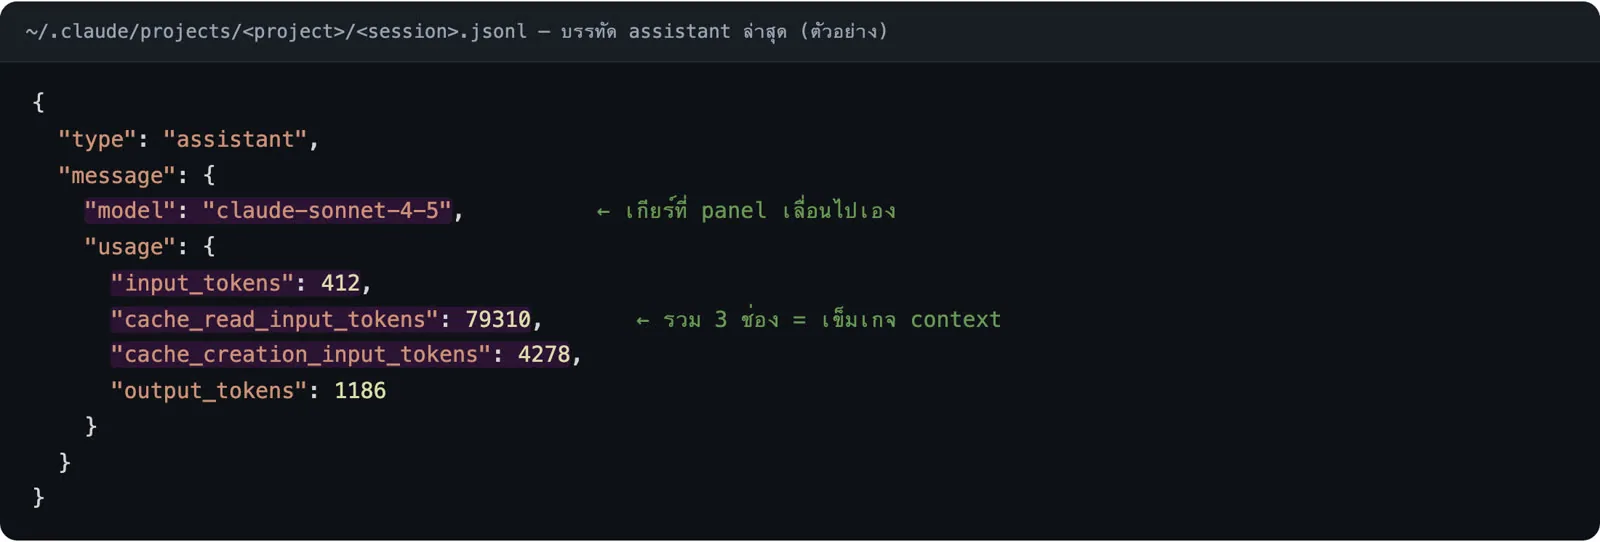 ~/.claude/projects/<project>/<session>.jsonl — บรรทัด assistant ล่าสุด (ตัวอย่าง)
{
"type": "assistant",
"message": {
"model": "claude-sonnet-4-5", ← เกียร์ที่ panel เลื่อนไปเอง
"usage": {
"input_tokens": 412,
"cache_read_input_tokens": 79310, ← รวม 3 ช่อง = เข็มเกจ context
"cache_creation_input_tokens": 4278,
"output_tokens": 1186
}
}
}